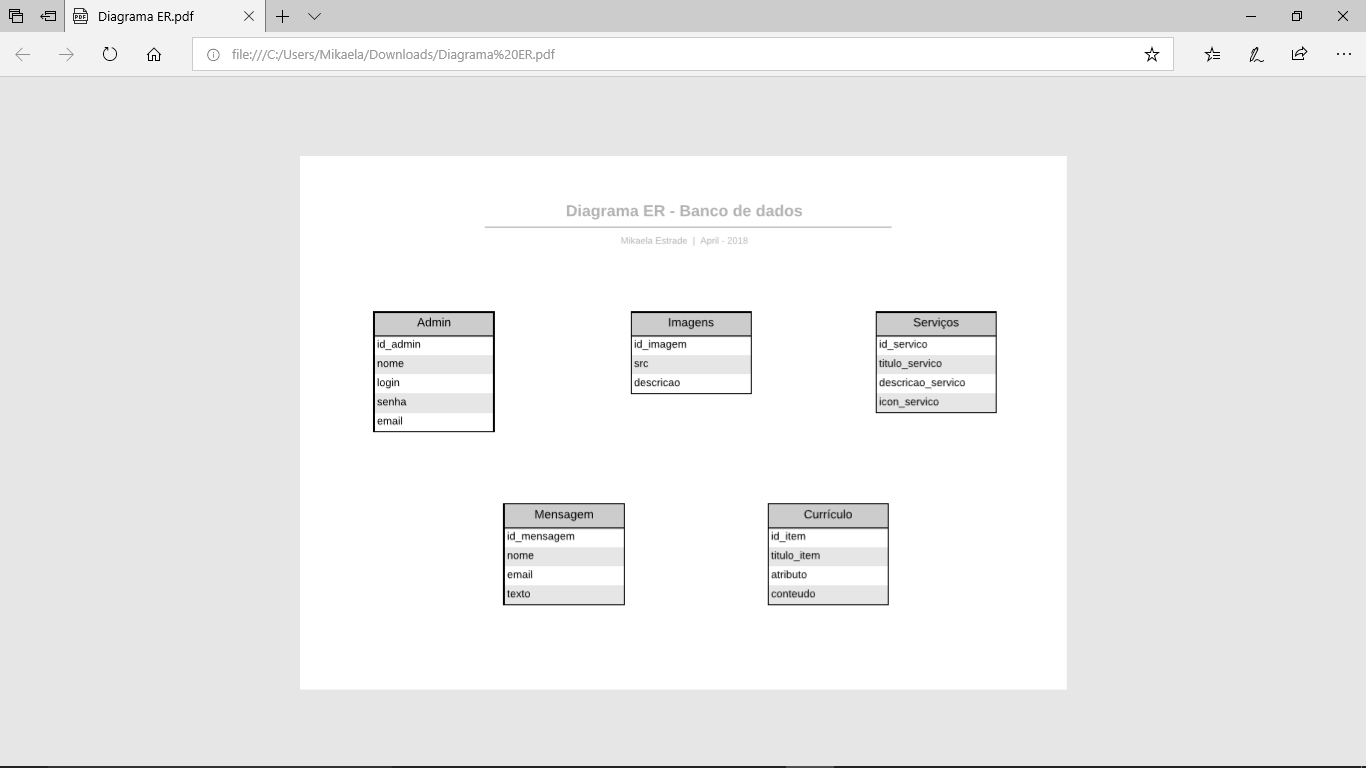 Diagrama ER.pdf
file:///C:/Users/Mikaela/Downloads/Diagrama%20ER.pdf
Diagrama ER - Banco de dados
Mikaela Estrade | April - 2018
Admin
id_admin
nome
login
senha
email
Imagens
id_imagem
src
descricao
Serviços
id_servico
titulo_servico
descricao_servico
icon_servico
Mensagem
id_mensagem
nome
email
texto
Currículo
id_item
titulo_item
atributo
conteudo